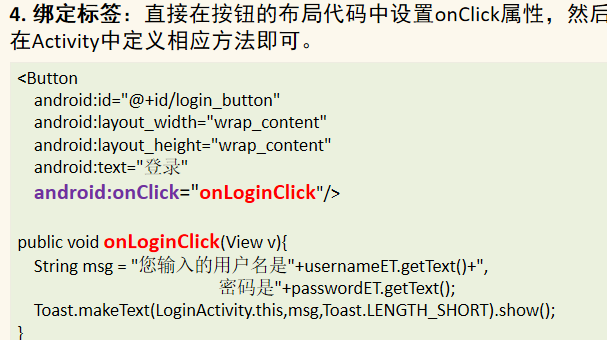 4. 绑定标签：直接在按钮的布局代码中设置onClick属性，然后
在Activity中定义相应方法即可。
<Button
android:id="@+id/login_button"
android:layout_width="wrap_content"
android:layout_height="wrap_content"
android:text="登录"
android:onClick="onLoginClick"/>
public void onLoginClick(View v){
String msg = "您输入的用户名是"+usernameET.getText()+",
密码是"+passwordET.getText();
Toast.makeText(LoginActivity.this,msg,Toast.LENGTH_SHORT).show();
}